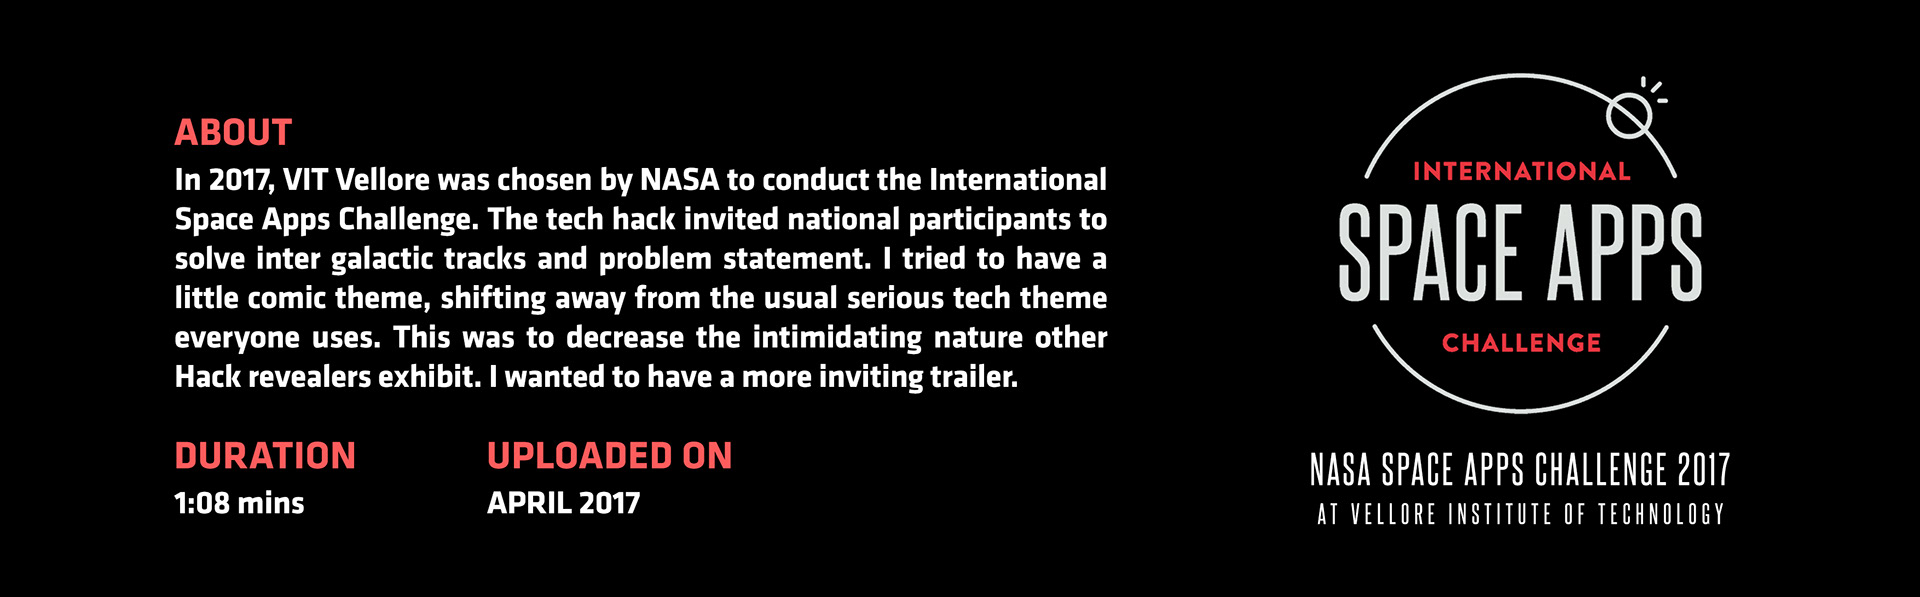 ABOUT
In 2017, VIT Vellore was chosen by NASA to conduct the International
Space Apps Challenge. The tech hack invited national participants to
solve inter galactic tracks and problem statement. I tried to have a
little comic theme, shifting away from the usual serious tech theme
everyone uses. This was to decrease the intimidating nature other
Hack revealers exhibit. I wanted to have a more inviting trailer.
DURATION
1:08 mins
UPLOADED ON
APRIL 2017
INTERNATIONAL
SPACE APPS
CHALLENGE
NASA SPACE APPS CHALLENGE 2017
AT VELLORE INSTITUTE OF TECHNOLOGY